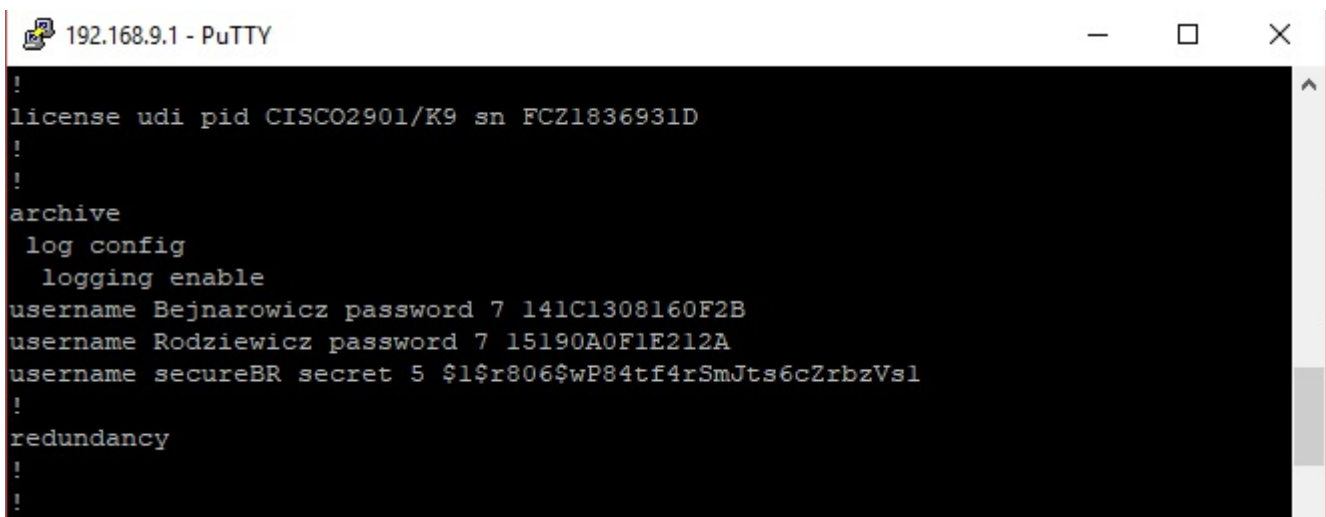 192.168.9.1 - PuTTY
!
license udi pid CISCO2901/K9 sn FCZ1836931D
!
!
archive
 log config
  logging enable
username Bejnarowicz password 7 141C1308160F2B
username Rodziewicz password 7 15190A0F1E212A
username secureBR secret 5 $1$r806$wP84tf4rSmJts6cZrbzVs1
!
redundancy
!
!